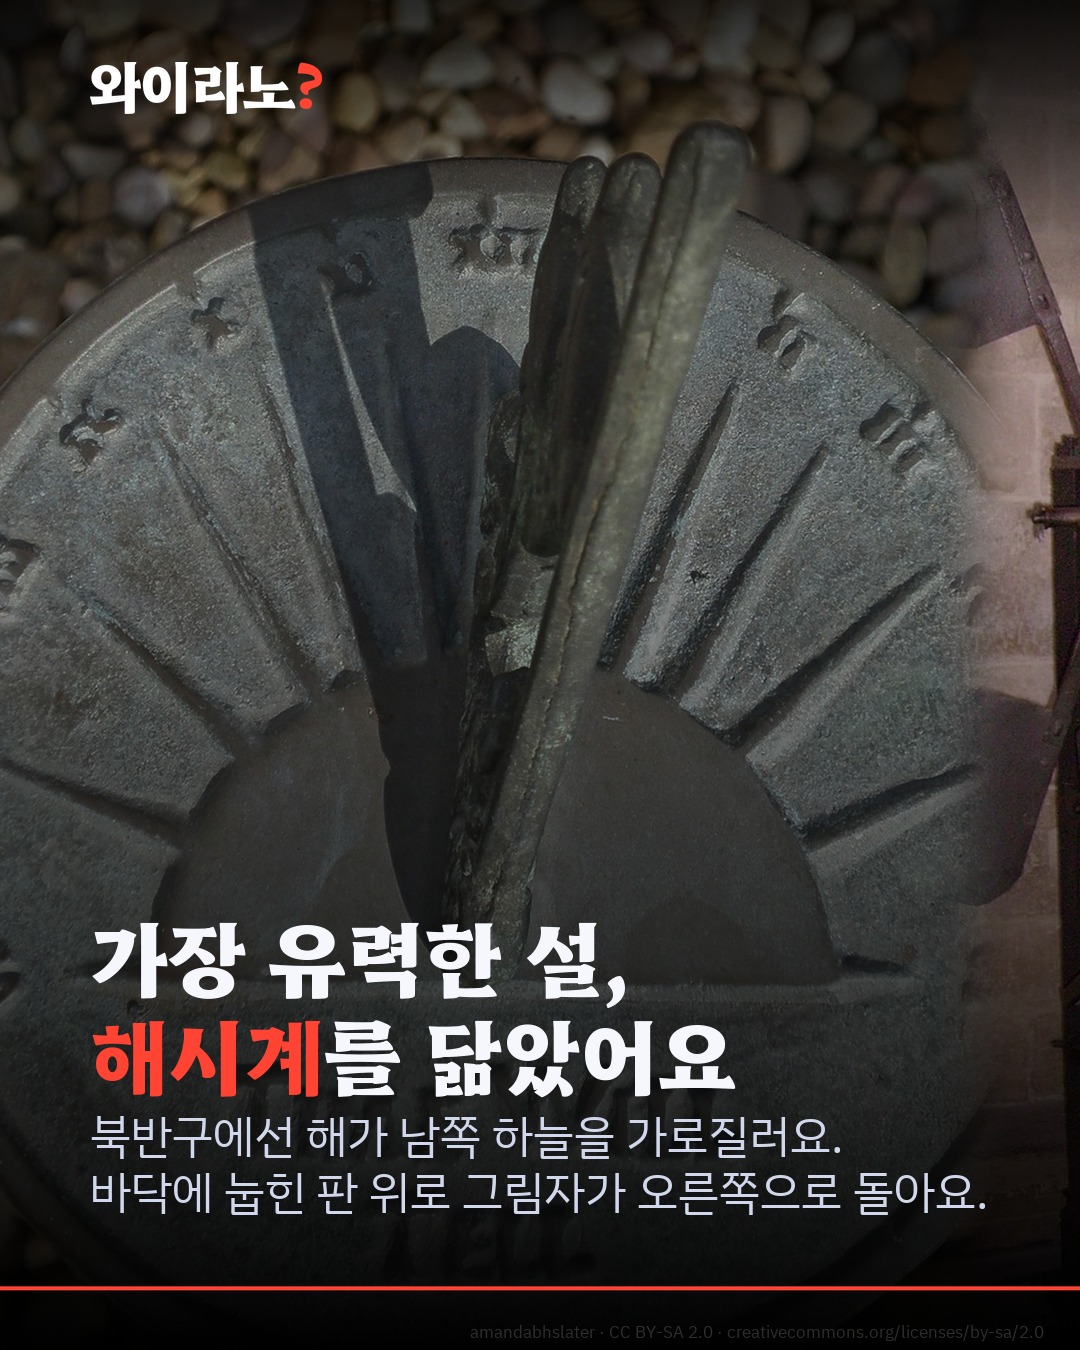 와이라노?
가장 유력한 설,
해시계를 닮았어요
북반구에선 해가 남쪽 하늘을 가로질러요.
바닥에 눕힌 판 위로 그림자가 오른쪽으로 돌아요.
amandabhslater · CC BY-SA 2.0 · creativecommons.org/licenses/by-sa/2.0